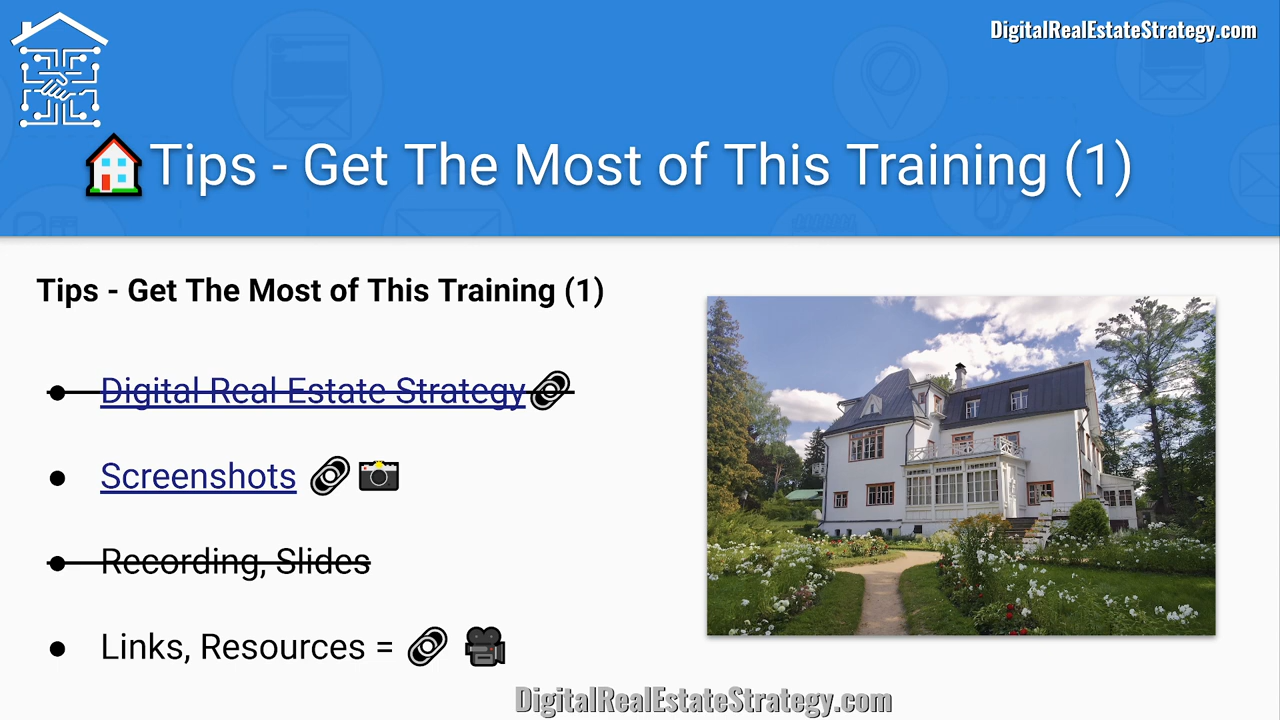 DigitalRealEstateStrategy.com
Tips - Get The Most of This Training (1)
Tips - Get The Most of This Training (1)
Digital Real Estate Strategy
Screenshots
Recording, Slides
Links, Resources =
DigitalRealEstateStrategy.com